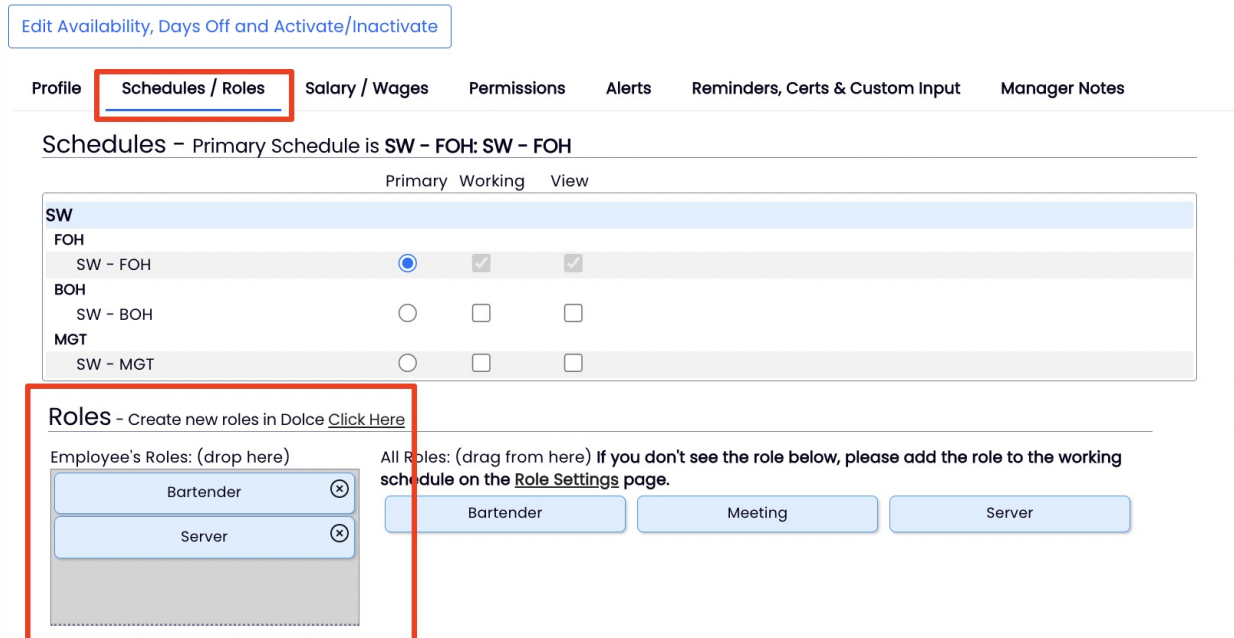 Edit Availability, Days Off and Activate/Inactivate
Profile Schedules / Roles Salary / Wages Permissions Alerts Reminders, Certs & Custom Input Manager Notes
Schedules - Primary Schedule is SW - FOH: SW - FOH
Primary Working View
SW
FOH
SW - FOH
BOH
SW - BOH
MGT
SW - MGT
Roles - Create new roles in Dolce Click Here
Employee's Roles: (drop here)
Bartender
Server
All Roles: (drag from here) If you don't see the role below, please add the role to the working
schedule on the Role Settings page.
Bartender Meeting Server